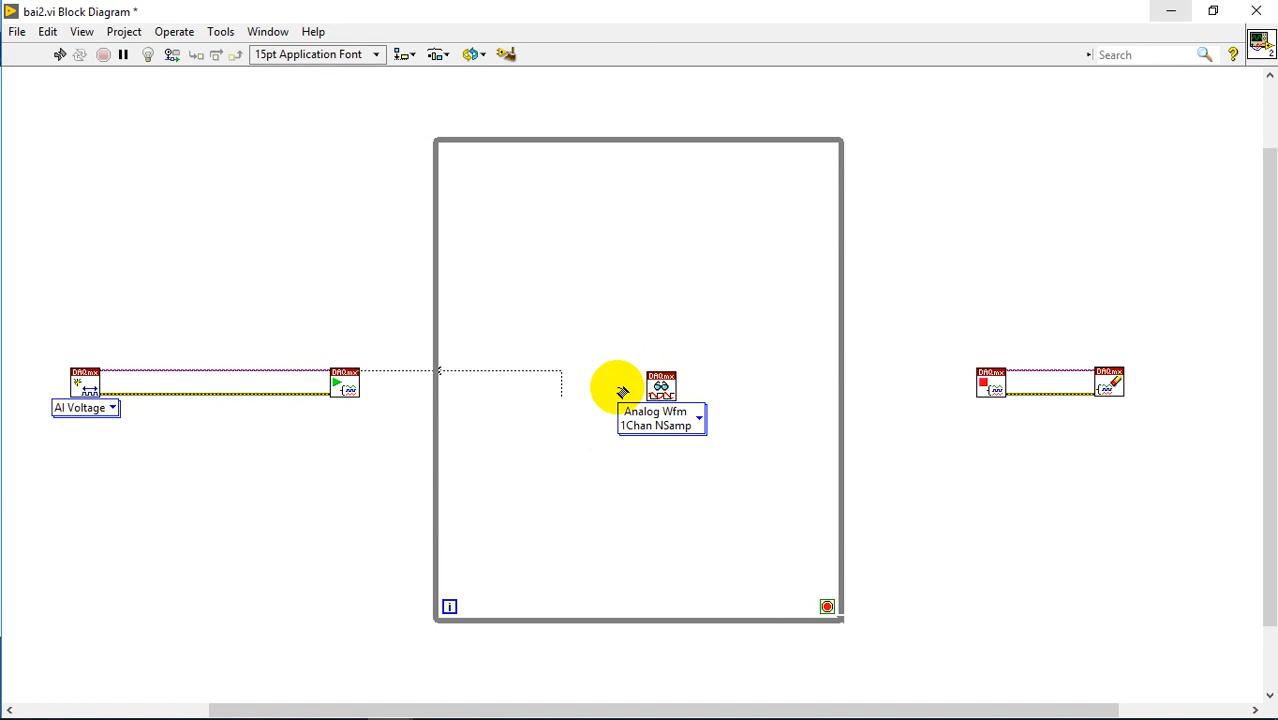 bai2.vi Block Diagram *
File Edit View Project Operate Tools Window Help
15pt Application Font
Search
?
2
DAQmx
DAQmx
AI Voltage
DAQmx
Analog Wfm
1Chan NSamp
DAQmx
DAQmx
i